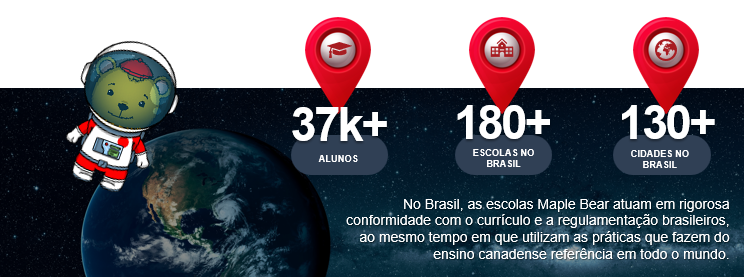 37k+
ALUNOS
180+
ESCOLAS NO
BRASIL
130+
CIDADES NO
BRASIL
No Brasil, as escolas Maple Bear atuam em rigorosa
conformidade com o currículo e a regulamentação brasileiros,
ao mesmo tempo em que utilizam as práticas que fazem do
ensino canadense referência em todo o mundo.